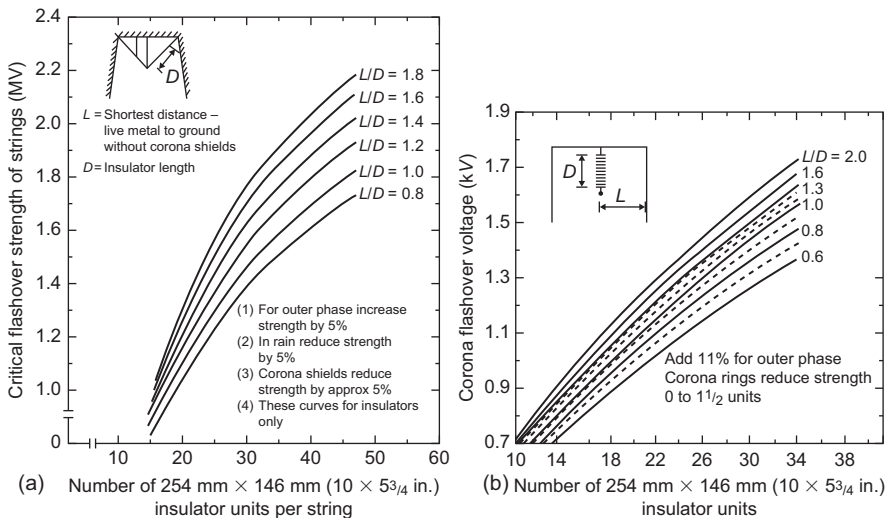 Critical flashover strength of strings (MV)
2.4
2.2
2.0
1.8
1.6
1.4
1.2
1.0
0
D
L = Shortest distance –
live metal to ground
without corona shields
D = Insulator length
L/D = 1.8
L/D = 1.6
L/D = 1.4
L/D = 1.2
L/D = 1.0
L/D = 0.8
(1) For outer phase increase
strength by 5%
(2) In rain reduce strength
by 5%
(3) Corona shields reduce
strength by approx 5%
(4) These curves for insulators
only
10 20 30 40 50 60
(a) Number of 254 mm × 146 mm (10 × 5 3/4 in.)
insulator units per string
Corona flashover voltage (kV)
1.9
1.7
1.5
1.3
1.1
0.9
0.7
D
L
L/D = 2.0
1.6
1.3
1.0
0.8
0.6
Add 11% for outer phase
Corona rings reduce strength
0 to 1 1/2 units
10 14 18 22 26 30 34 38
(b) Number of 254 mm × 146 mm (10 × 5 3/4 in.)
insulator units